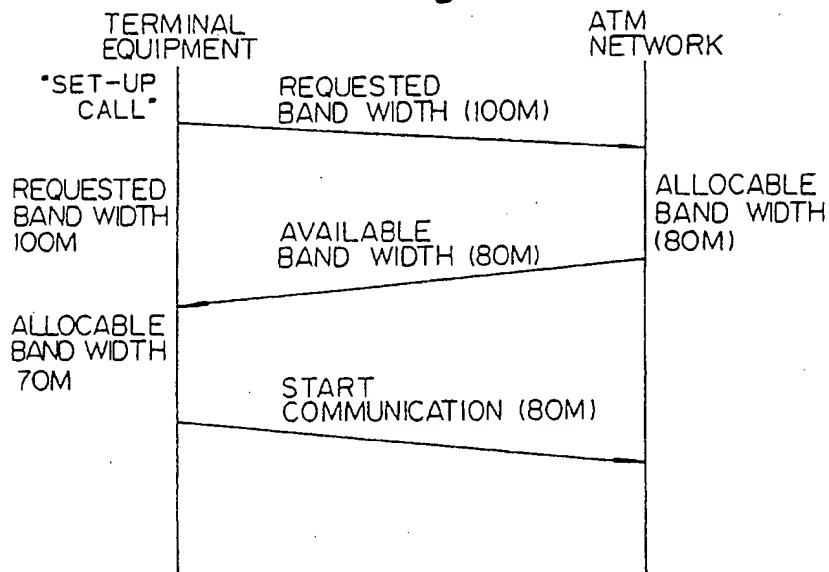 TERMINAL
EQUIPMENT
ATM
NETWORK
"SET-UP
CALL"
REQUESTED
BAND WIDTH (100M)
REQUESTED
BAND WIDTH
100M
ALLOCABLE
BAND WIDTH
(80M)
AVAILABLE
BAND WIDTH (80M)
ALLOCABLE
BAND WIDTH
70M
START
COMMUNICATION (80M)